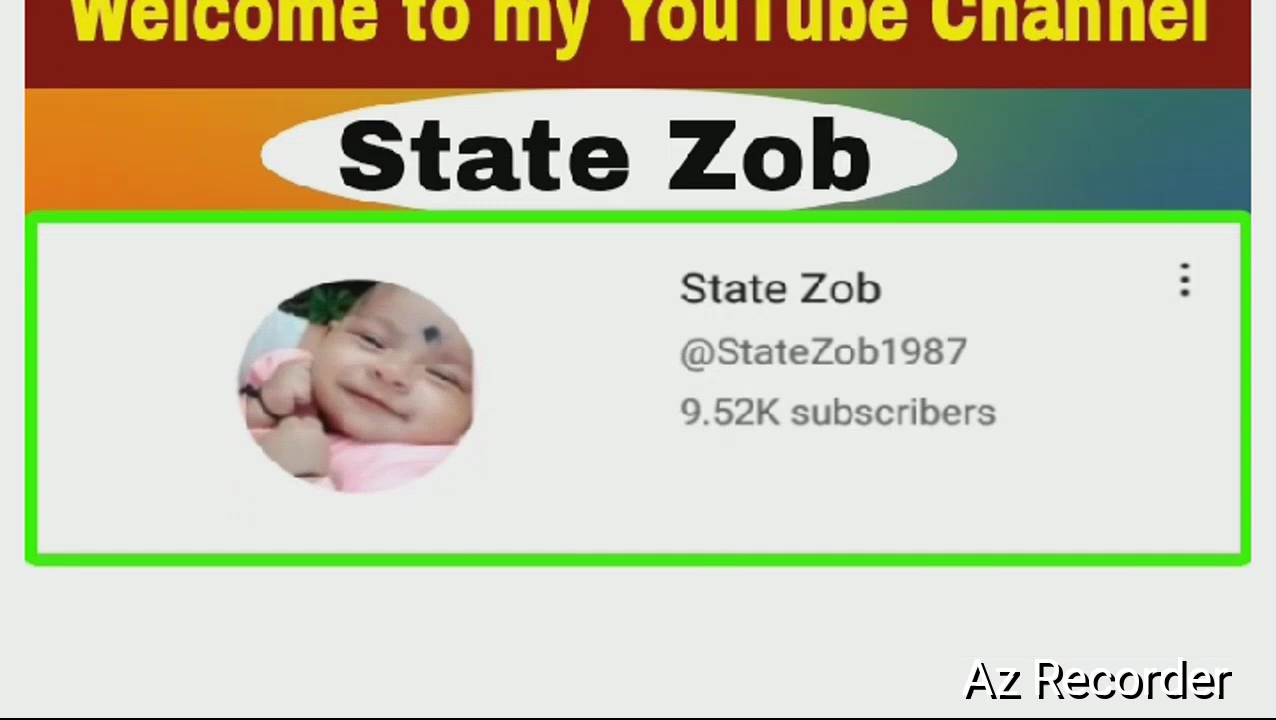 Welcome to my YouTube Channel
State Zob
State Zob
@StateZob1987
9.52K subscribers
Az Recorder